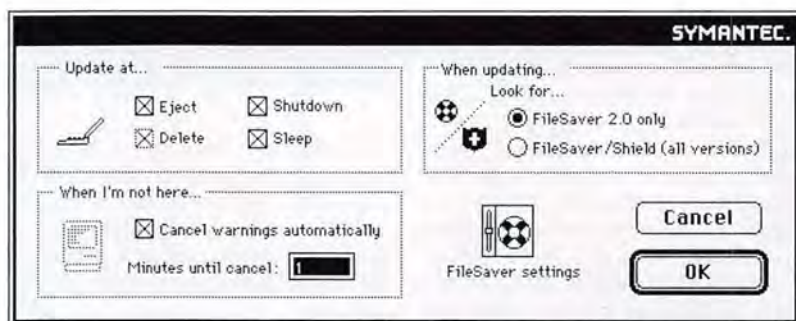 SYMANTEC.
Update at...
Eject
Shutdown
Delete
Sleep
When updating...
Look for...
FileSaver 2.0 only
FileSaver/Shield (all versions)
When I'm not here...
Cancel warnings automatically
Minutes until cancel: 1
FileSaver settings
Cancel
OK